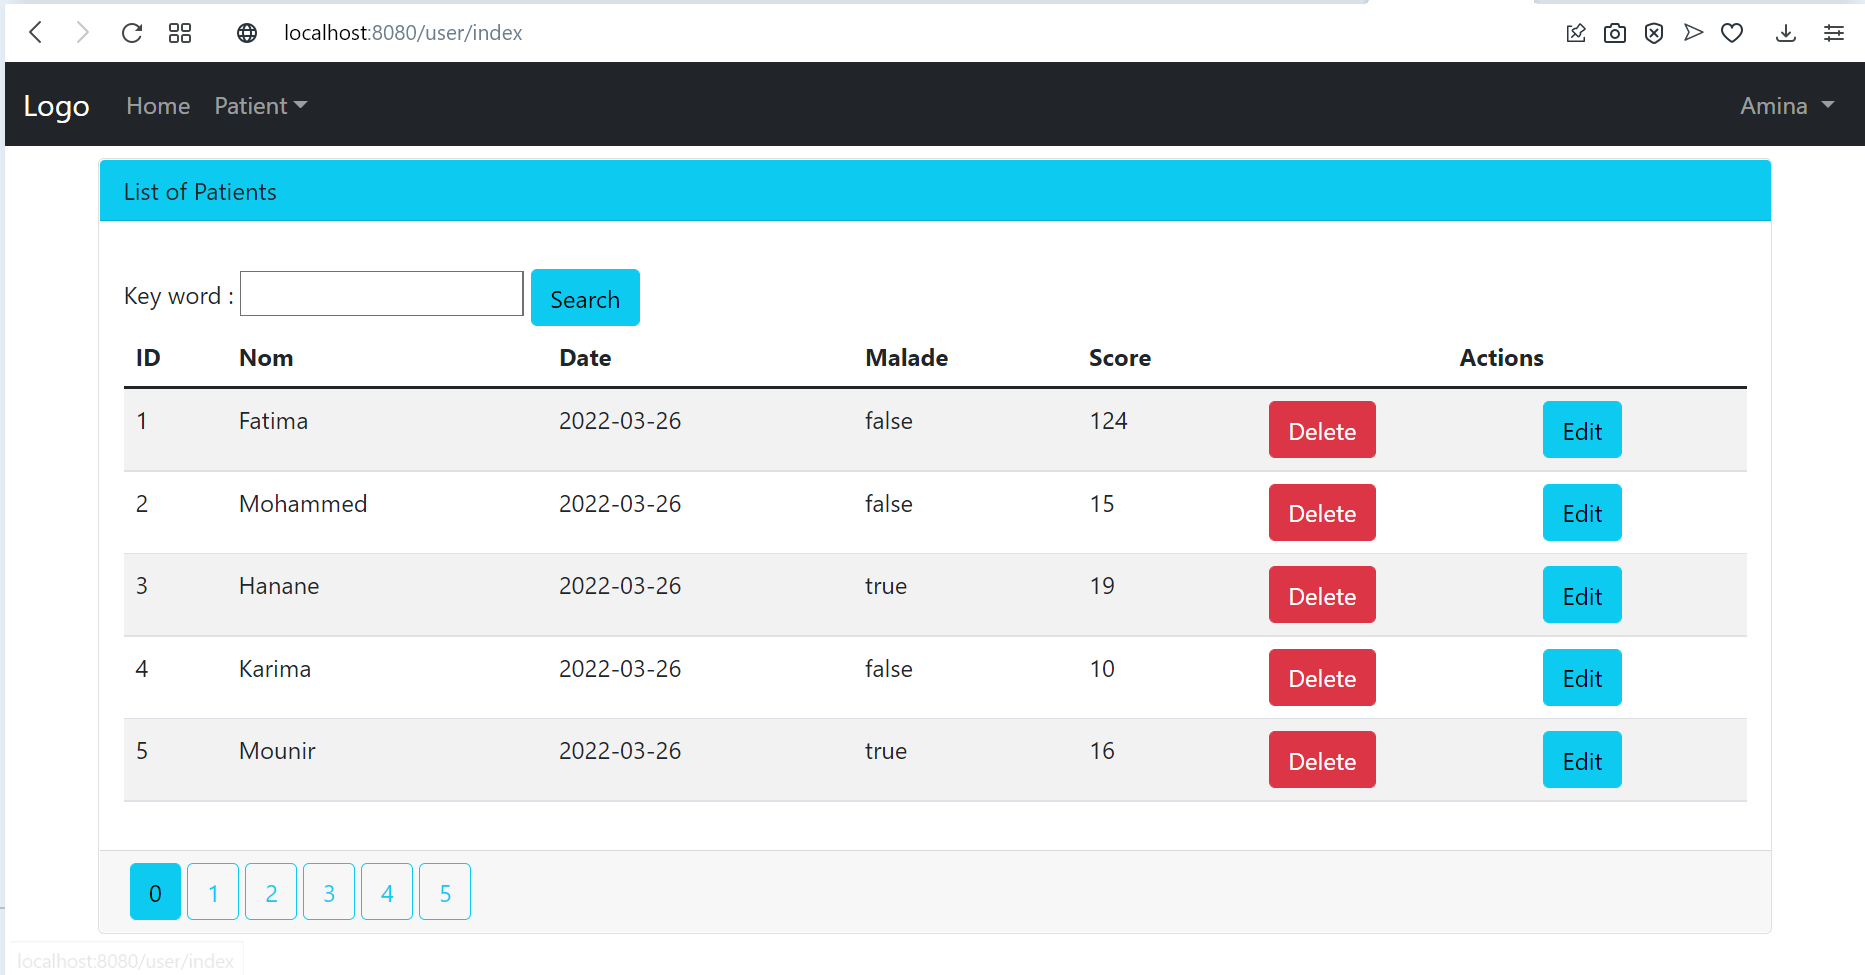 localhost:8080/user/index
Logo Home Patient Amina
List of Patients
Key word : Search
ID Nom Date Malade Score Actions
1 Fatima 2022-03-26 false 124 Delete Edit
2 Mohammed 2022-03-26 false 15 Delete Edit
3 Hanane 2022-03-26 true 19 Delete Edit
4 Karima 2022-03-26 false 10 Delete Edit
5 Mounir 2022-03-26 true 16 Delete Edit
0 1 2 3 4 5
localhost:8080/user/index